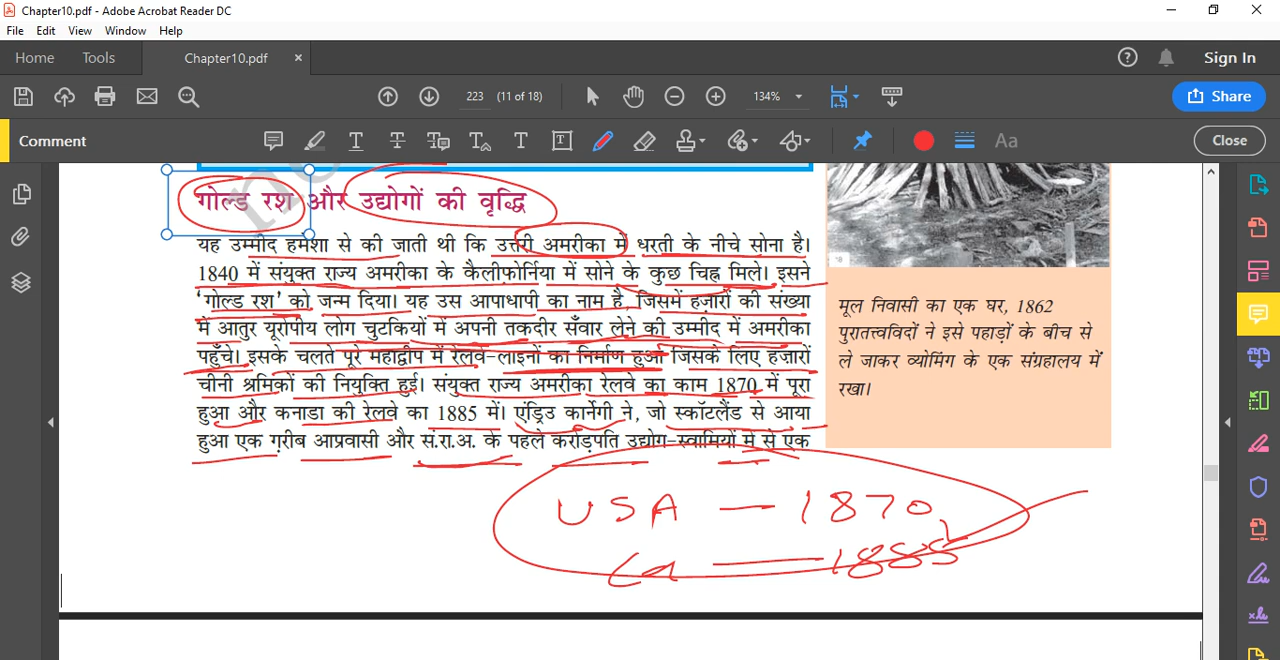 Chapter10.pdf - Adobe Acrobat Reader DC
File Edit View Window Help
Home Tools Chapter10.pdf × Sign In
223 (11 of 18) 134% Share
Comment Aa Close
गोल्ड रश और उद्योगों की वृद्धि
यह उम्मीद हमेशा से की जाती थी कि उत्तरी अमरीका में धरती के नीचे सोना है।
1840 में संयुक्त राज्य अमरीका के कैलीफ़ोर्निया में सोने के कुछ चिह्न मिले। इसने
‘गोल्ड रश’ को जन्म दिया। यह उस आपाधापी का नाम है, जिसमें हज़ारों की संख्या
में आतुर यूरोपीय लोग चुटकियों में अपनी तकदीर सँवार लेने की उम्मीद में अमरीका
पहुँचे। इसके चलते पूरे महाद्वीप में रेलवे-लाइनों का निर्माण हुआ जिसके लिए हज़ारों
चीनी श्रमिकों की नियुक्ति हुई। संयुक्त राज्य अमरीका रेलवे का काम 1870 में पूरा
हुआ और कनाडा की रेलवे का 1885 में। एंड्रिउ कार्नेगी ने, जो स्कॉटलैंड से आया
हुआ एक ग़रीब आप्रवासी और सं.रा.अ. के पहले करोड़पति उद्योग-स्वामियों में से एक
मूल निवासी का एक घर, 1862
पुरातत्त्वविदों ने इसे पहाड़ों के बीच से
ले जाकर व्योमिंग के एक संग्रहालय में
रखा।
USA — 1870
Ca — 1885